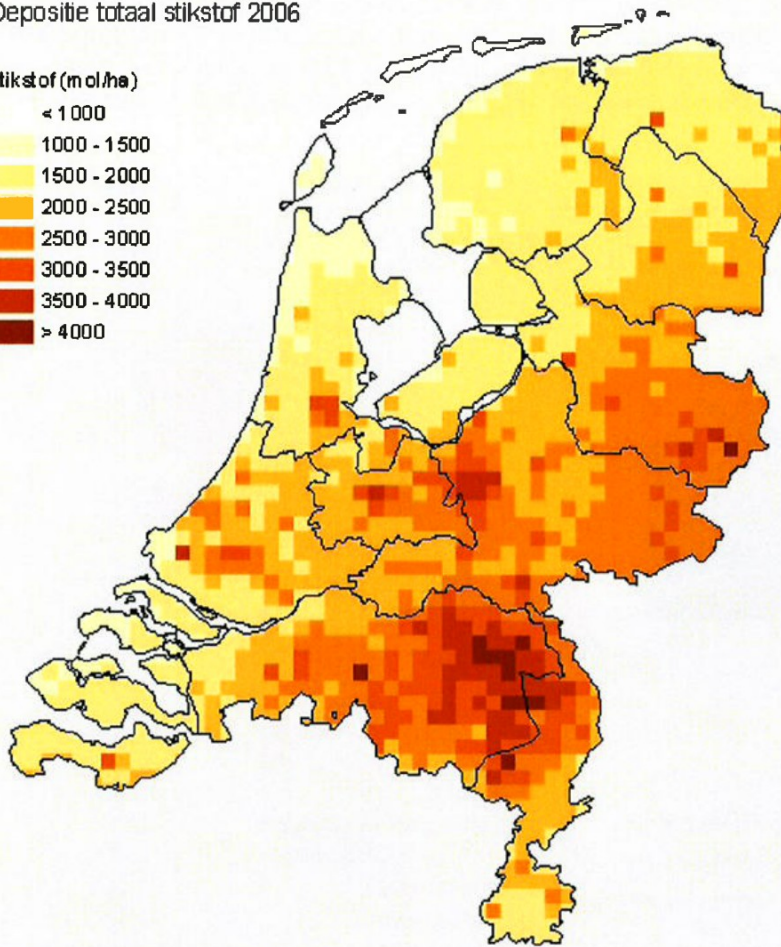 Depositie totaal stikstof 2006
tikstof (mol/ha)
< 1000
1000 - 1500
1500 - 2000
2000 - 2500
2500 - 3000
3000 - 3500
3500 - 4000
> 4000